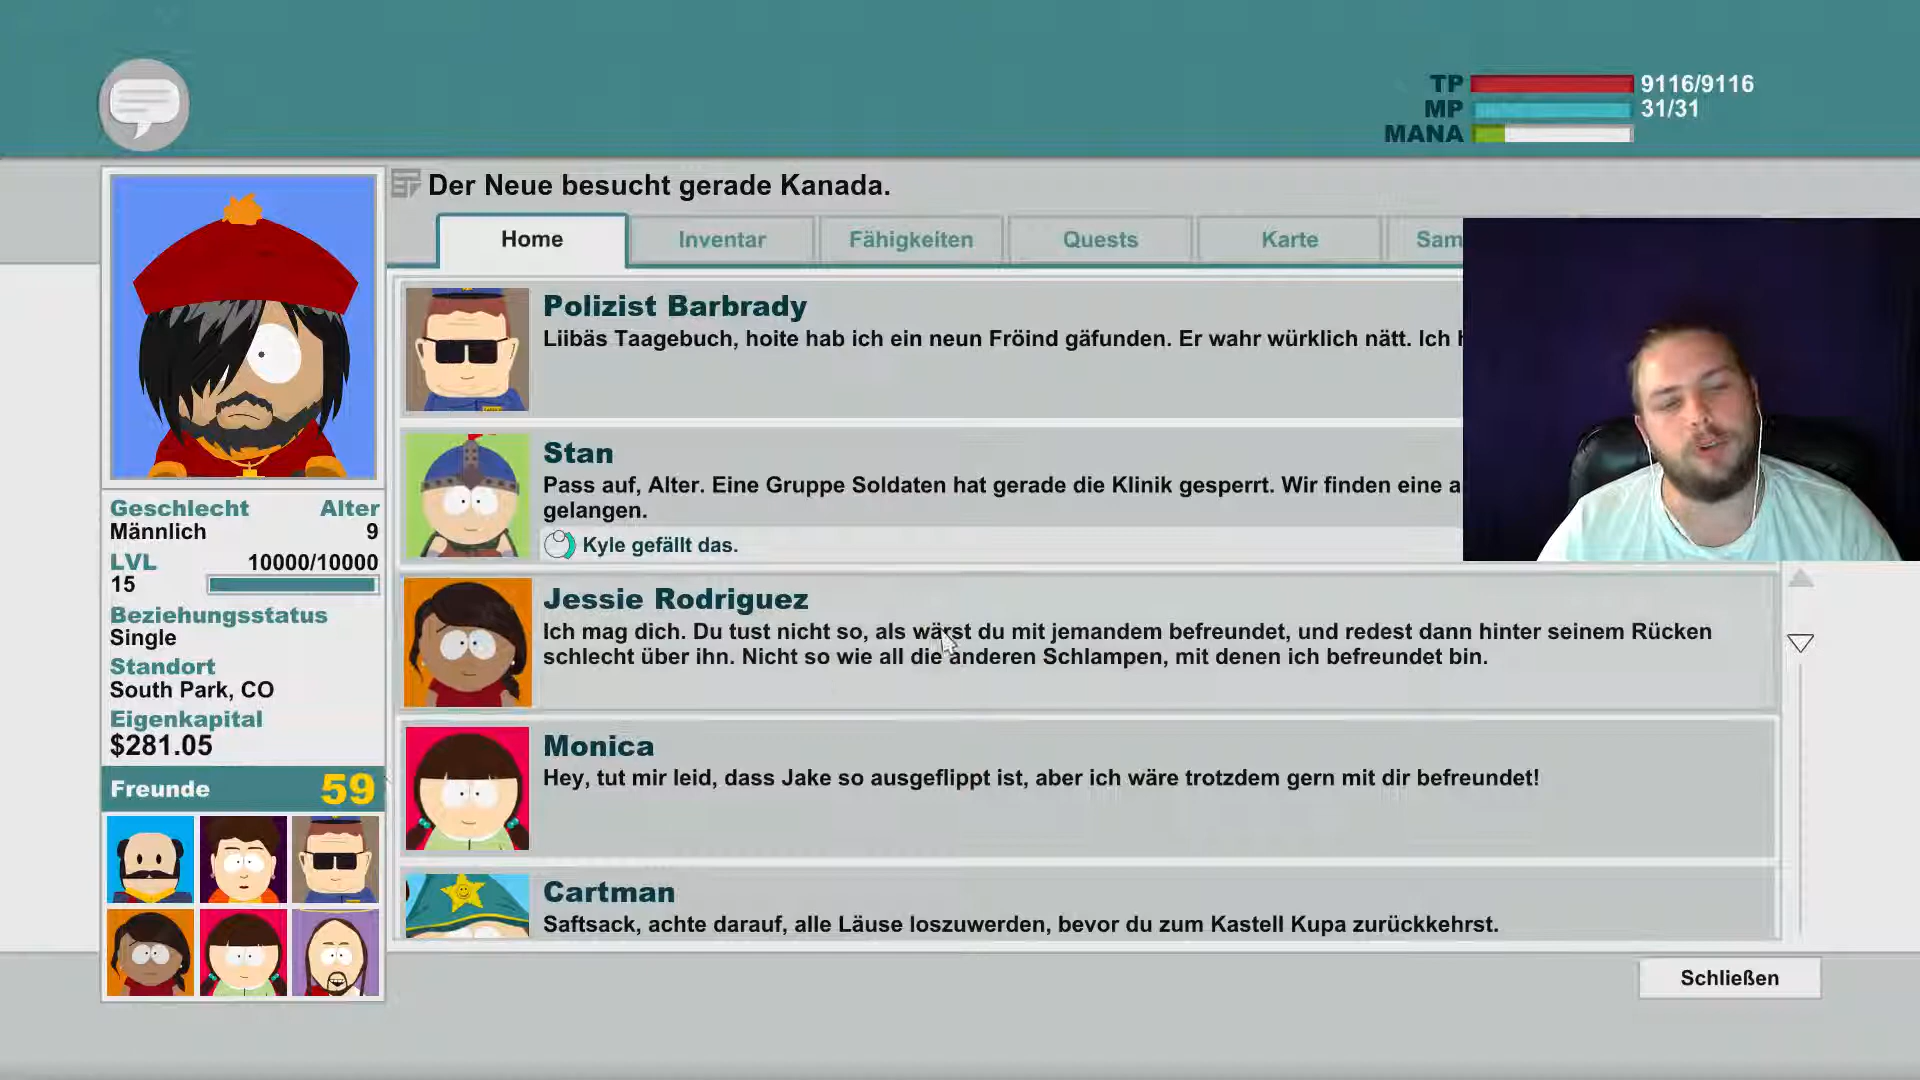 TP 9116/9116
MP 31/31
MANA
Der Neue besucht gerade Kanada.
Home Inventar Fähigkeiten Quests Karte Sam
Polizist Barbrady
Liibäs Taagebuch, hoite hab ich ein neun Fröind gäfunden. Er wahr würklich nätt. Ich
Stan
Pass auf, Alter. Eine Gruppe Soldaten hat gerade die Klinik gesperrt. Wir finden eine a
gelangen.
Kyle gefällt das.
Jessie Rodriguez
Ich mag dich. Du tust nicht so, als wärst du mit jemandem befreundet, und redest dann hinter seinem Rücken
schlecht über ihn. Nicht so wie all die anderen Schlampen, mit denen ich befreundet bin.
Monica
Hey, tut mir leid, dass Jake so ausgeflippt ist, aber ich wäre trotzdem gern mit dir befreundet!
Cartman
Saftsack, achte darauf, alle Läuse loszuwerden, bevor du zum Kastell Kupa zurückkehrst.
Geschlecht Alter
Männlich 9
LVL 10000/10000
15
Beziehungsstatus
Single
Standort
South Park, CO
Eigenkapital
$281.05
Freunde 59
Schließen